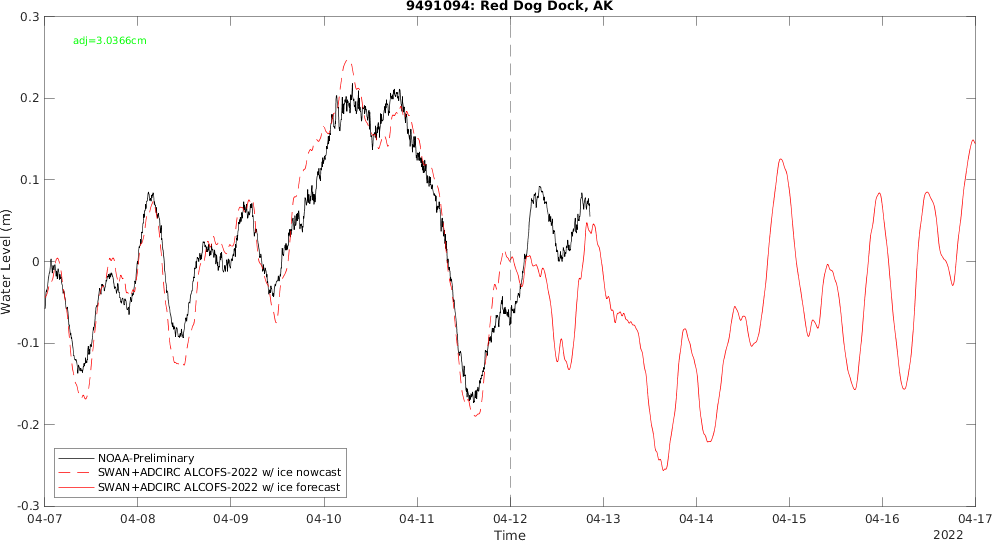 9491094: Red Dog Dock, AK
adj=3.0366cm
0.3
0.2
0.1
0
-0.1
-0.2
-0.3
Water Level (m)
NOAA-Preliminary
SWAN+ADCIRC ALCOFS-2022 w/ ice nowcast
SWAN+ADCIRC ALCOFS-2022 w/ ice forecast
04-07 04-08 04-09 04-10 04-11 04-12 04-13 04-14 04-15 04-16 04-17
Time
2022